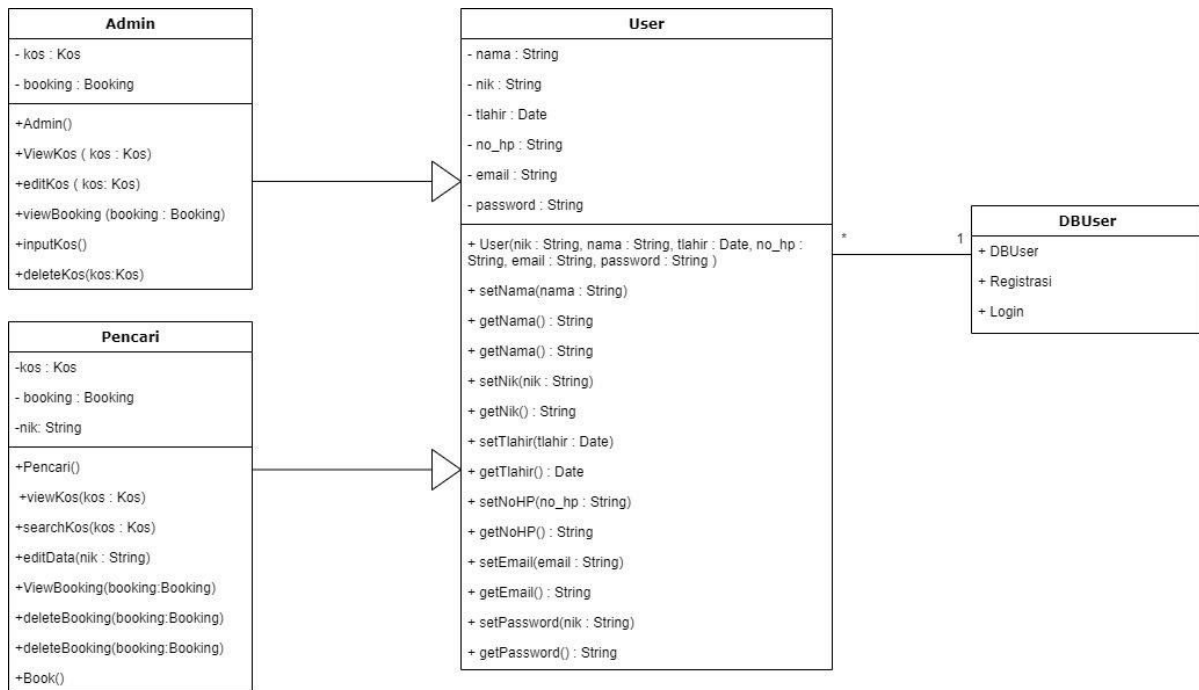 Admin
- kos : Kos
- booking : Booking
+Admin()
+ViewKos ( kos : Kos)
+editKos ( kos: Kos)
+viewBooking (booking : Booking)
+inputKos()
+deleteKos(kos:Kos)
Pencari
-kos : Kos
- booking : Booking
-nik: String
+Pencari()
+viewKos(kos : Kos)
+searchKos(kos : Kos)
+editData(nik : String)
+ViewBooking(booking:Booking)
+deleteBooking(booking:Booking)
+deleteBooking(booking:Booking)
+Book()
User
- nama : String
- nik : String
- tlahir : Date
- no_hp : String
- email : String
- password : String
+ User(nik : String, nama : String, tlahir : Date, no_hp :
String, email : String, password : String )
+ setNama(nama : String)
+ getNama() : String
+ getNama() : String
+ setNik(nik : String)
+ getNik() : String
+ setTlahir(tlahir : Date)
+ getTlahir() : Date
+ setNoHP(no_hp : String)
+ getNoHP() : String
+ setEmail(email : String)
+ getEmail() : String
+ setPassword(nik : String)
+ getPassword() : String
* 1
DBUser
+ DBUser
+ Registrasi
+ Login